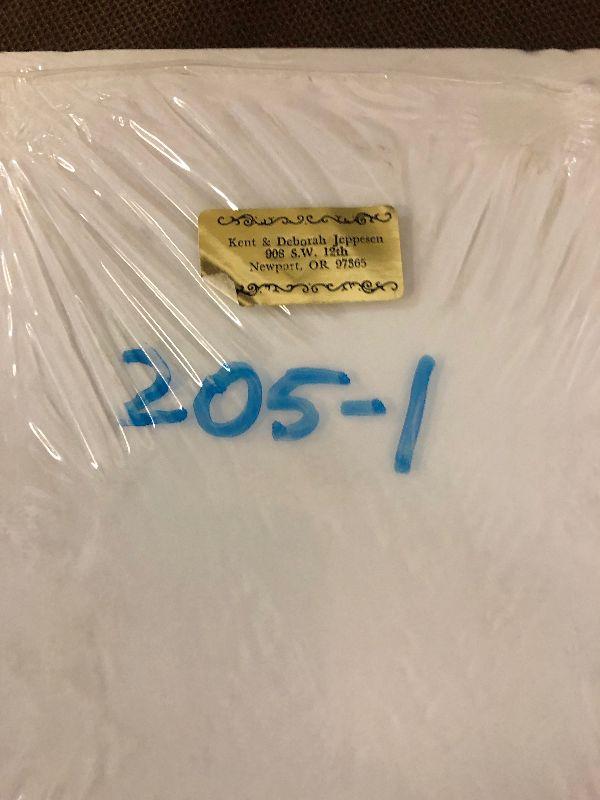 Kent & Deborah Jeppesen
908 S.W. 12th
Newport, OR 97365
205-1